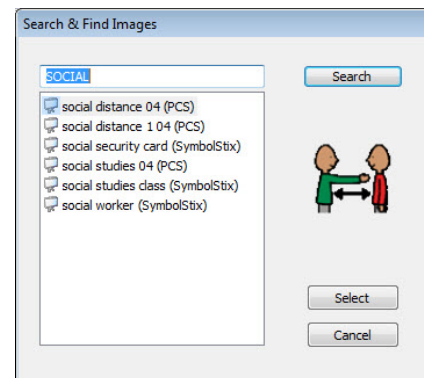 Search & Find Images
SOCIAL
Search
social distance 04 (PCS)
social distance 1 04 (PCS)
social security card (SymbolStix)
social studies 04 (PCS)
social studies class (SymbolStix)
social worker (SymbolStix)
Select
Cancel